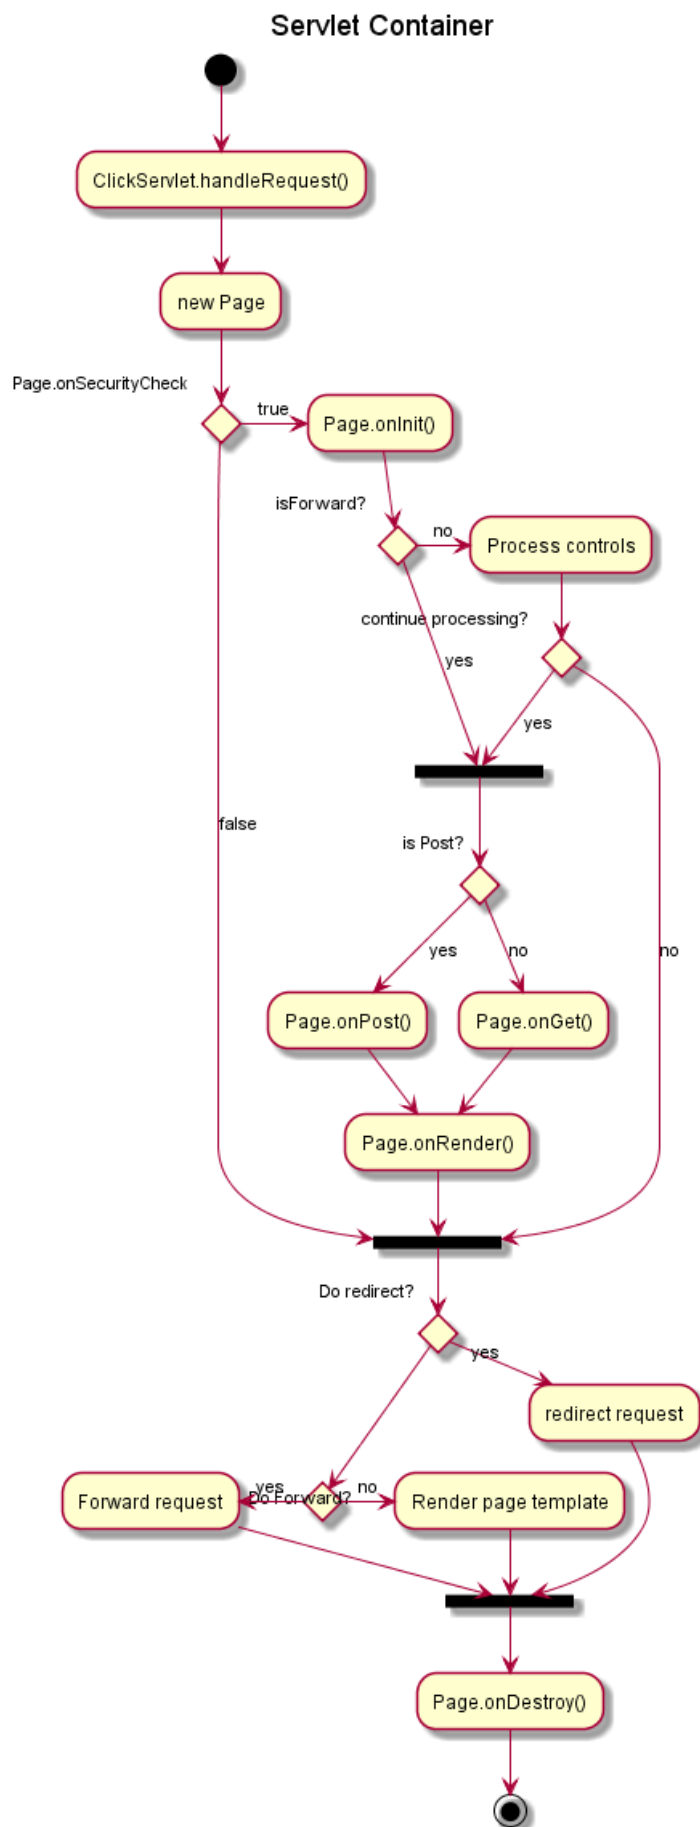 Servlet Container
ClickServlet.handleRequest()
new Page
Page.onSecurityCheck
true
Page.onInit()
isForward?
no
Process controls
continue processing?
yes
yes
false
is Post?
yes
no
no
Page.onPost()
Page.onGet()
Page.onRender()
Do redirect?
yes
redirect request
Forward request
yes
Do Forward?
no
Render page template
Page.onDestroy()